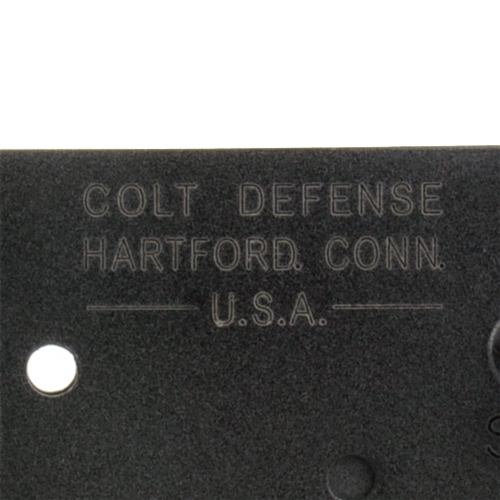 COLT DEFENSE
HARTFORD. CONN.
U.S.A.
S